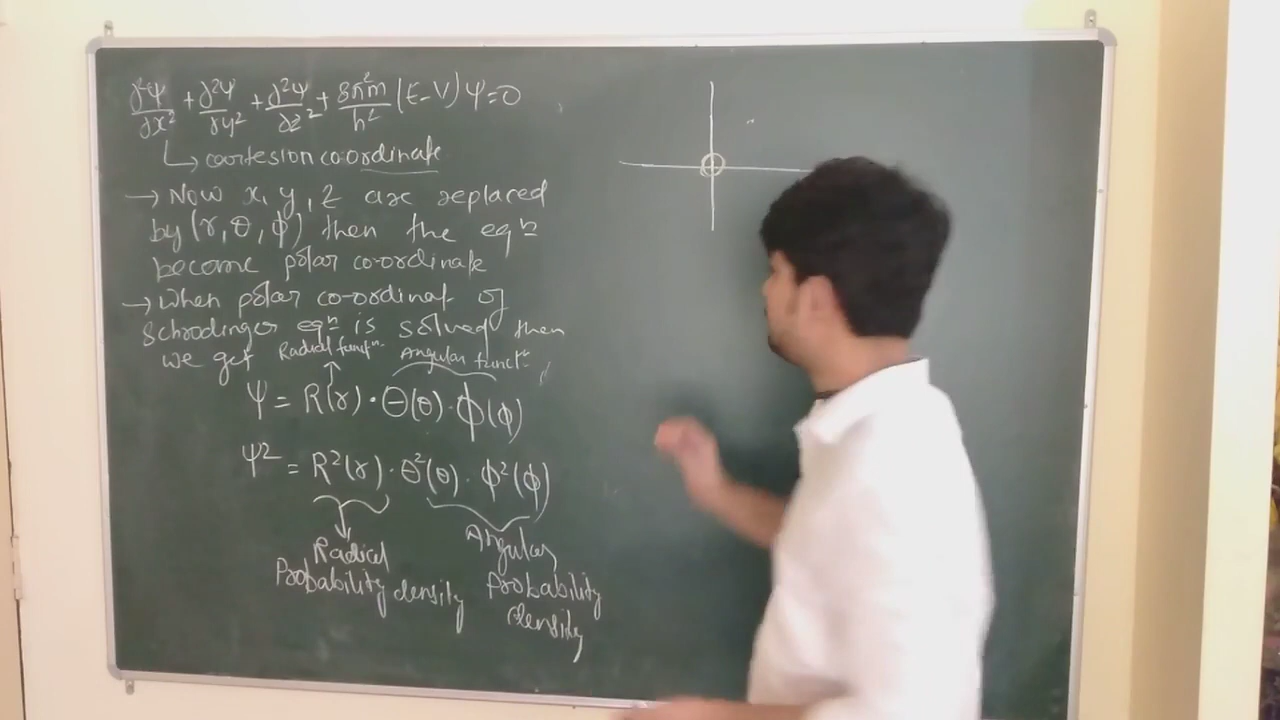 ∂²Ψ/∂x² + ∂²Ψ/∂y² + ∂²Ψ/∂z² + 8π²m/h² (E-V) Ψ=0
↳ cartesion co-ordinate
→ Now x, y, z are replaced
by (r, θ, ϕ) then the eqⁿ
become polar co-ordinate
→ When polar co-ordinat of
Schrodinger eqⁿ is solved then
we get Radial functⁿ Angular functⁿ
Ψ = R(r) · Θ(θ) · Φ(ϕ)
Ψ² = R²(r) · Θ²(θ) · Φ²(ϕ)
Radical Probability density
Angular Probability density